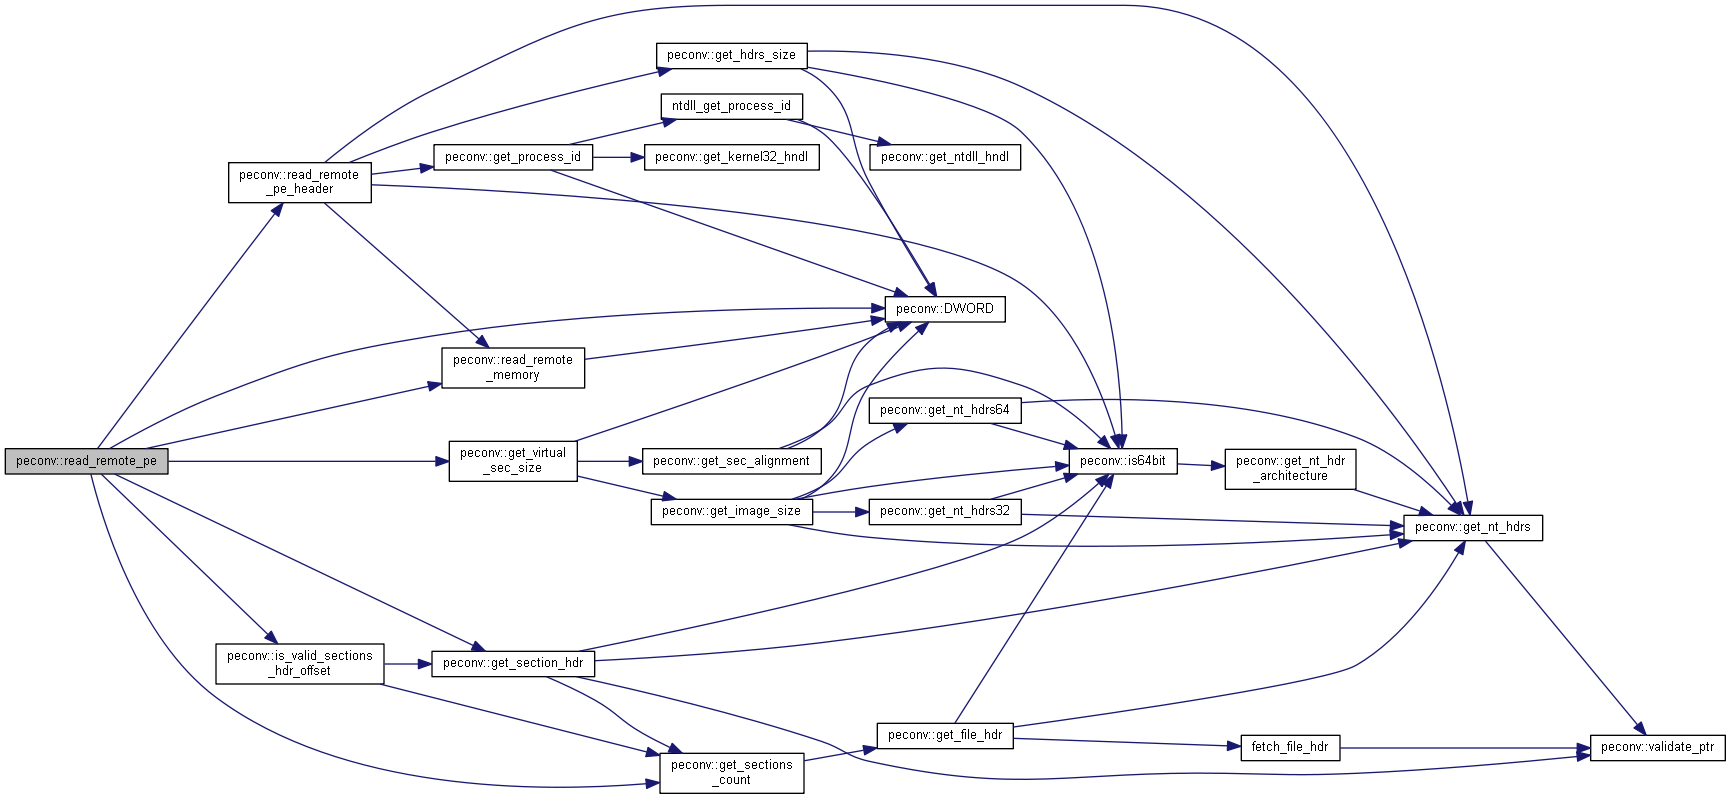 peconv::get_hdrs_size
ntdll_get_process_id
peconv::get_process_id
peconv::get_kernel32_hndl
peconv::get_ntdll_hndl
peconv::read_remote
_pe_header
peconv::DWORD
peconv::read_remote
_memory
peconv::get_nt_hdrs64
peconv::read_remote_pe
peconv::get_virtual
_sec_size
peconv::get_sec_alignment
peconv::is64bit
peconv::get_nt_hdr
_architecture
peconv::get_image_size
peconv::get_nt_hdrs32
peconv::get_nt_hdrs
peconv::is_valid_sections
_hdr_offset
peconv::get_section_hdr
peconv::get_file_hdr
fetch_file_hdr
peconv::validate_ptr
peconv::get_sections
_count